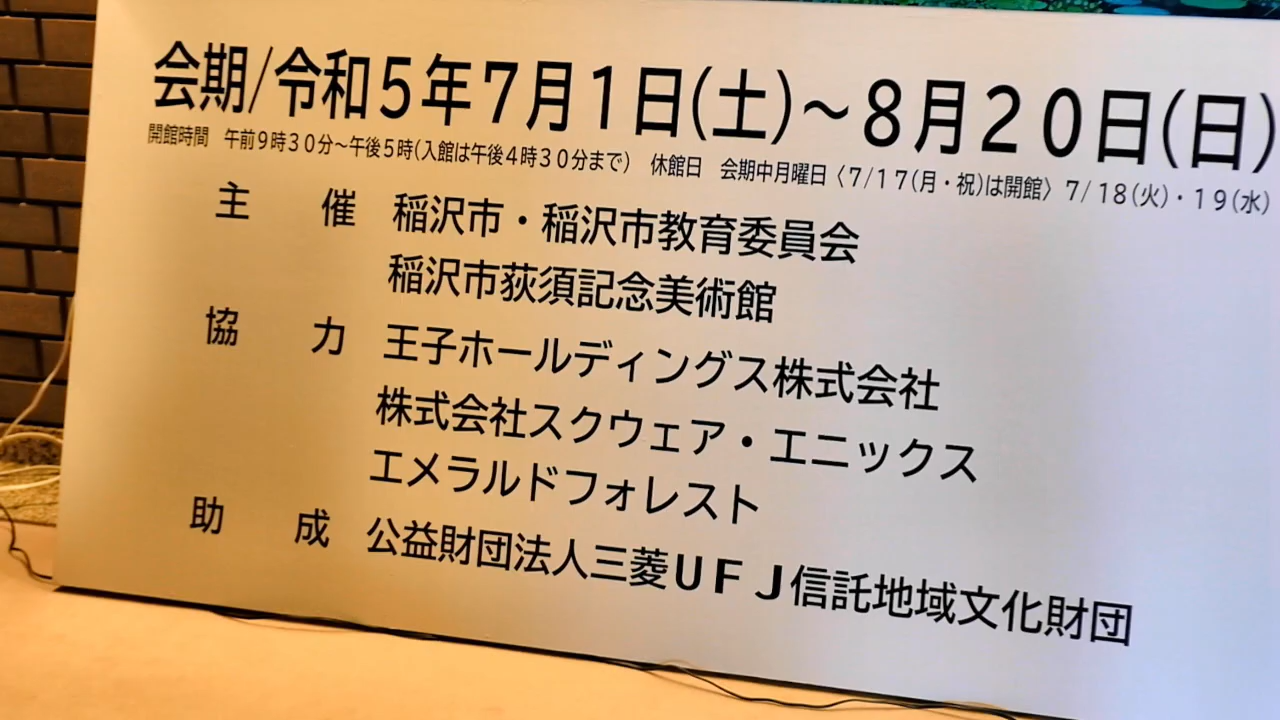 会期/令和5年7月1日(土)～8月20日(日)
開館時間　午前9時30分～午後5時(入館は午後4時30分まで)　休館日　会期中月曜日〈7/17(月・祝)は開館〉7/18(火)・19(水)
主　催　稲沢市・稲沢市教育委員会
稲沢市荻須記念美術館
協　力　王子ホールディングス株式会社
株式会社スクウェア・エニックス
エメラルドフォレスト
助　成　公益財団法人三菱UFJ信託地域文化財団